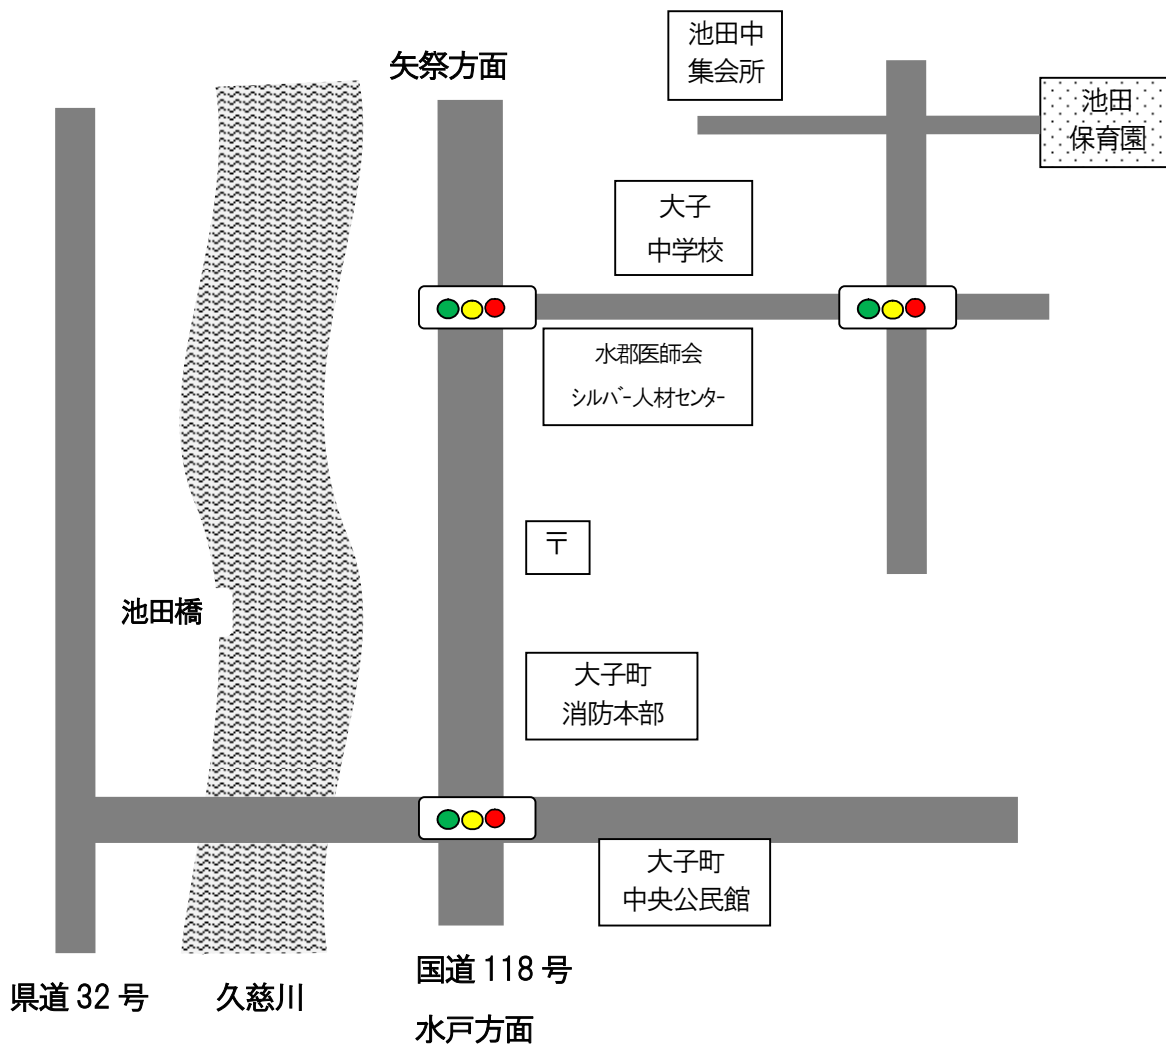 池田中
集会所
矢祭方面
池田
保育園
大子
中学校
水郡医師会
ｼﾙﾊﾞｰ人材ｾﾝﾀｰ
〒
池田橋
大子町
消防本部
大子町
中央公民館
国道 118 号
県道 32 号
久慈川
水戸方面